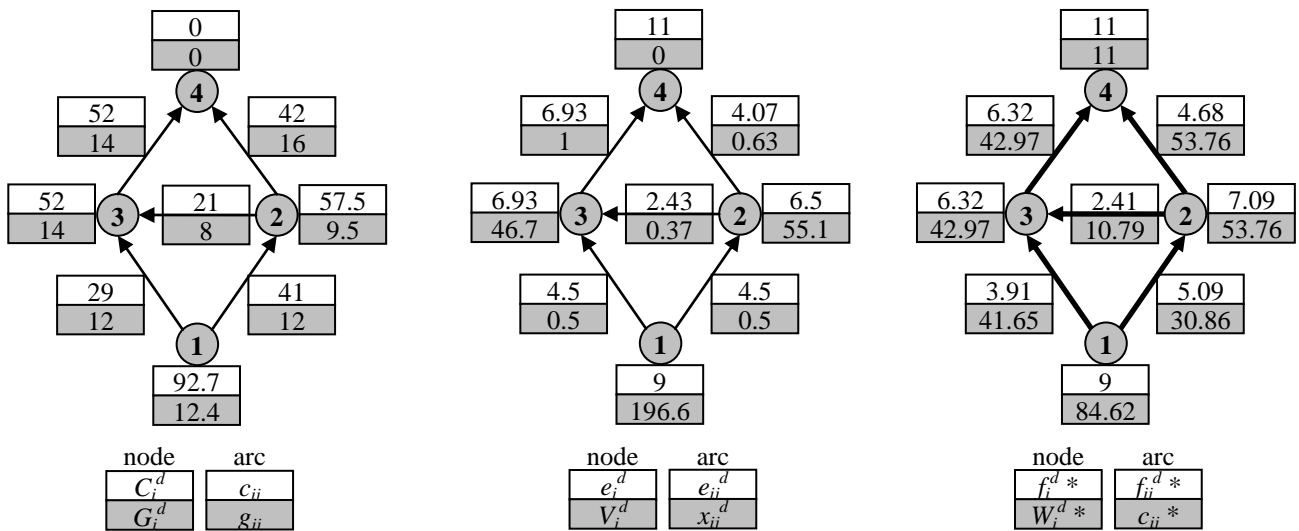 0 11 11
0 0 11
4 4 4
52 42 6.93 4.07 6.32 4.68
14 16 1 0.63 42.97 53.76
52 3 21 2 57.5 6.93 3 2.43 2 6.5 6.32 3 2.41 2 7.09
14 8 9.5 46.7 0.37 55.1 42.97 10.79 53.76
29 41 4.5 4.5 3.91 5.09
12 12 0.5 0.5 41.65 30.86
1 1 1
92.7 9 9
12.4 196.6 84.62
node arc node arc node arc
C_i^d c_ij e_i^d e_ij^d f_i^d * f_ij^d *
G_i^d g_ij V_i^d x_ij^d W_i^d * c_ij *